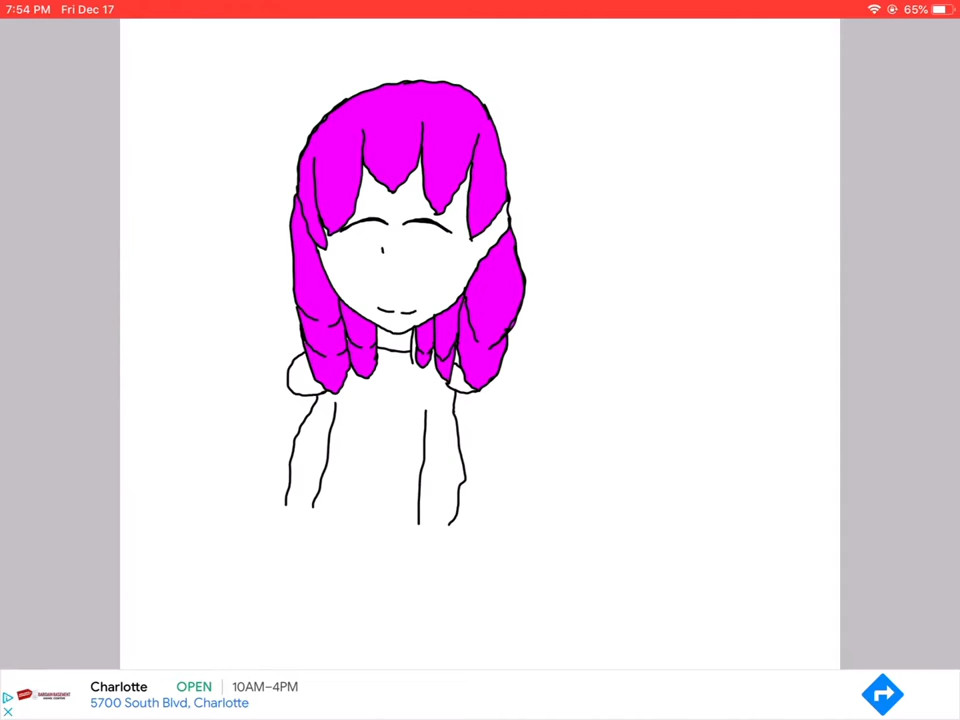 7:54 PM Fri Dec 17 65%
Charlotte OPEN 10AM–4PM
5700 South Blvd, Charlotte